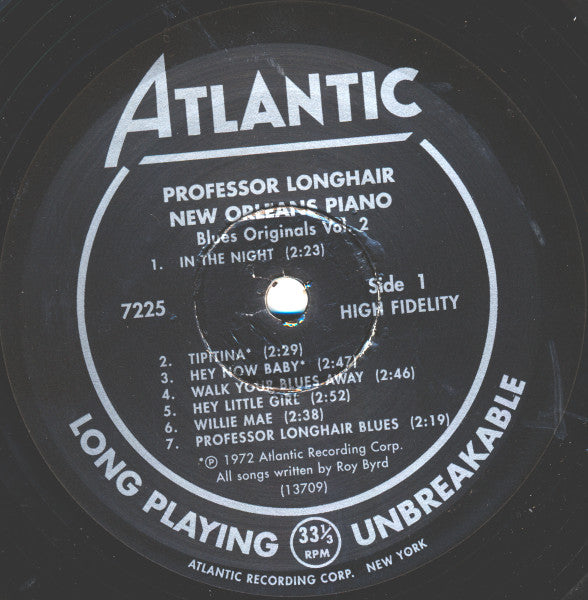 ATLANTIC
PROFESSOR LONGHAIR
NEW ORLEANS PIANO
Blues Originals Vol. 2
1. IN THE NIGHT (2:23)
7225
Side 1
HIGH FIDELITY
2. TIPITINA* (2:29)
3. HEY NOW BABY* (2:47)
4. WALK YOUR BLUES AWAY (2:46)
5. HEY LITTLE GIRL (2:52)
6. WILLIE MAE (2:38)
7. PROFESSOR LONGHAIR BLUES (2:19)
*℗ 1972 Atlantic Recording Corp.
All songs written by Roy Byrd
(13709)
LONG PLAYING 33⅓ RPM UNBREAKABLE
ATLANTIC RECORDING CORP. NEW YORK